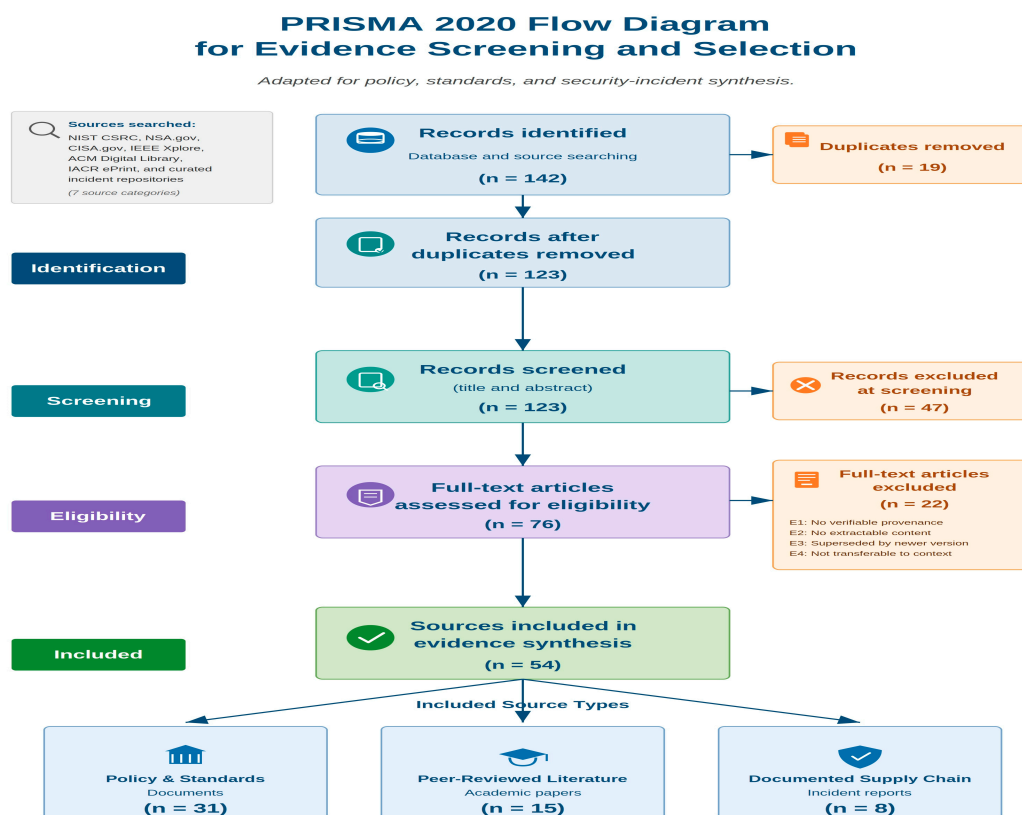 PRISMA 2020 Flow Diagram
for Evidence Screening and Selection
Adapted for policy, standards, and security-incident synthesis.
Sources searched:
NIST CSRC, NSA.gov,
CISA.gov, IEEE Xplore,
ACM Digital Library,
IACR ePrint, and curated
incident repositories
(7 source categories)
Records identified
Database and source searching
(n = 142)
Duplicates removed
(n = 19)
Identification
Records after
duplicates removed
(n = 123)
Screening
Records screened
(title and abstract)
(n = 123)
Records excluded
at screening
(n = 47)
Eligibility
Full-text articles
assessed for eligibility
(n = 76)
Full-text articles
excluded
(n = 22)
E1: No verifiable provenance
E2: No extractable content
E3: Superseded by newer version
E4: Not transferable to context
Included
Sources included in
evidence synthesis
(n = 54)
Included Source Types
Policy & Standards
Documents
(n = 31)
Peer-Reviewed Literature
Academic papers
(n = 15)
Documented Supply Chain
Incident reports
(n = 8)